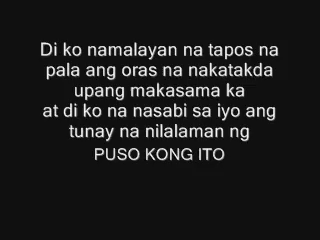 Di ko namalayan na tapos na
pala ang oras na nakatakda
upang makasama ka
at di ko na nasabi sa iyo ang
tunay na nilalaman ng
PUSO KONG ITO